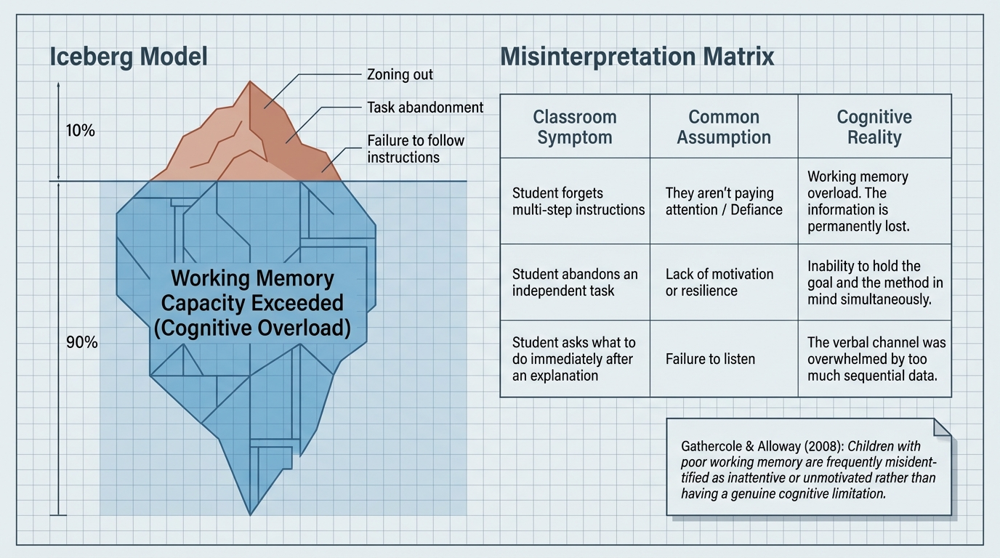 Iceberg Model
10%
Zoning out
Task abandonment
Failure to follow
instructions
90%
Working Memory
Capacity Exceeded
(Cognitive Overload)
Misinterpretation Matrix
Classroom
Symptom
Common
Assumption
Cognitive
Reality
Student forgets
multi-step instructions
They aren't paying
attention / Defiance
Working memory
overload. The
information is
permanently lost.
Student abandons an
independent task
Lack of motivation
or resilience
Inability to hold the
goal and the method in
mind simultaneously.
Student asks what to
do immediately after
an explanation
Failure to listen
The verbal channel was
overwhelmed by too
much sequential data.
Gathercole & Alloway (2008): Children with
poor working memory are frequently misident-
tified as inattentive or unmotivated rather than
having a genuine cognitive limitation.